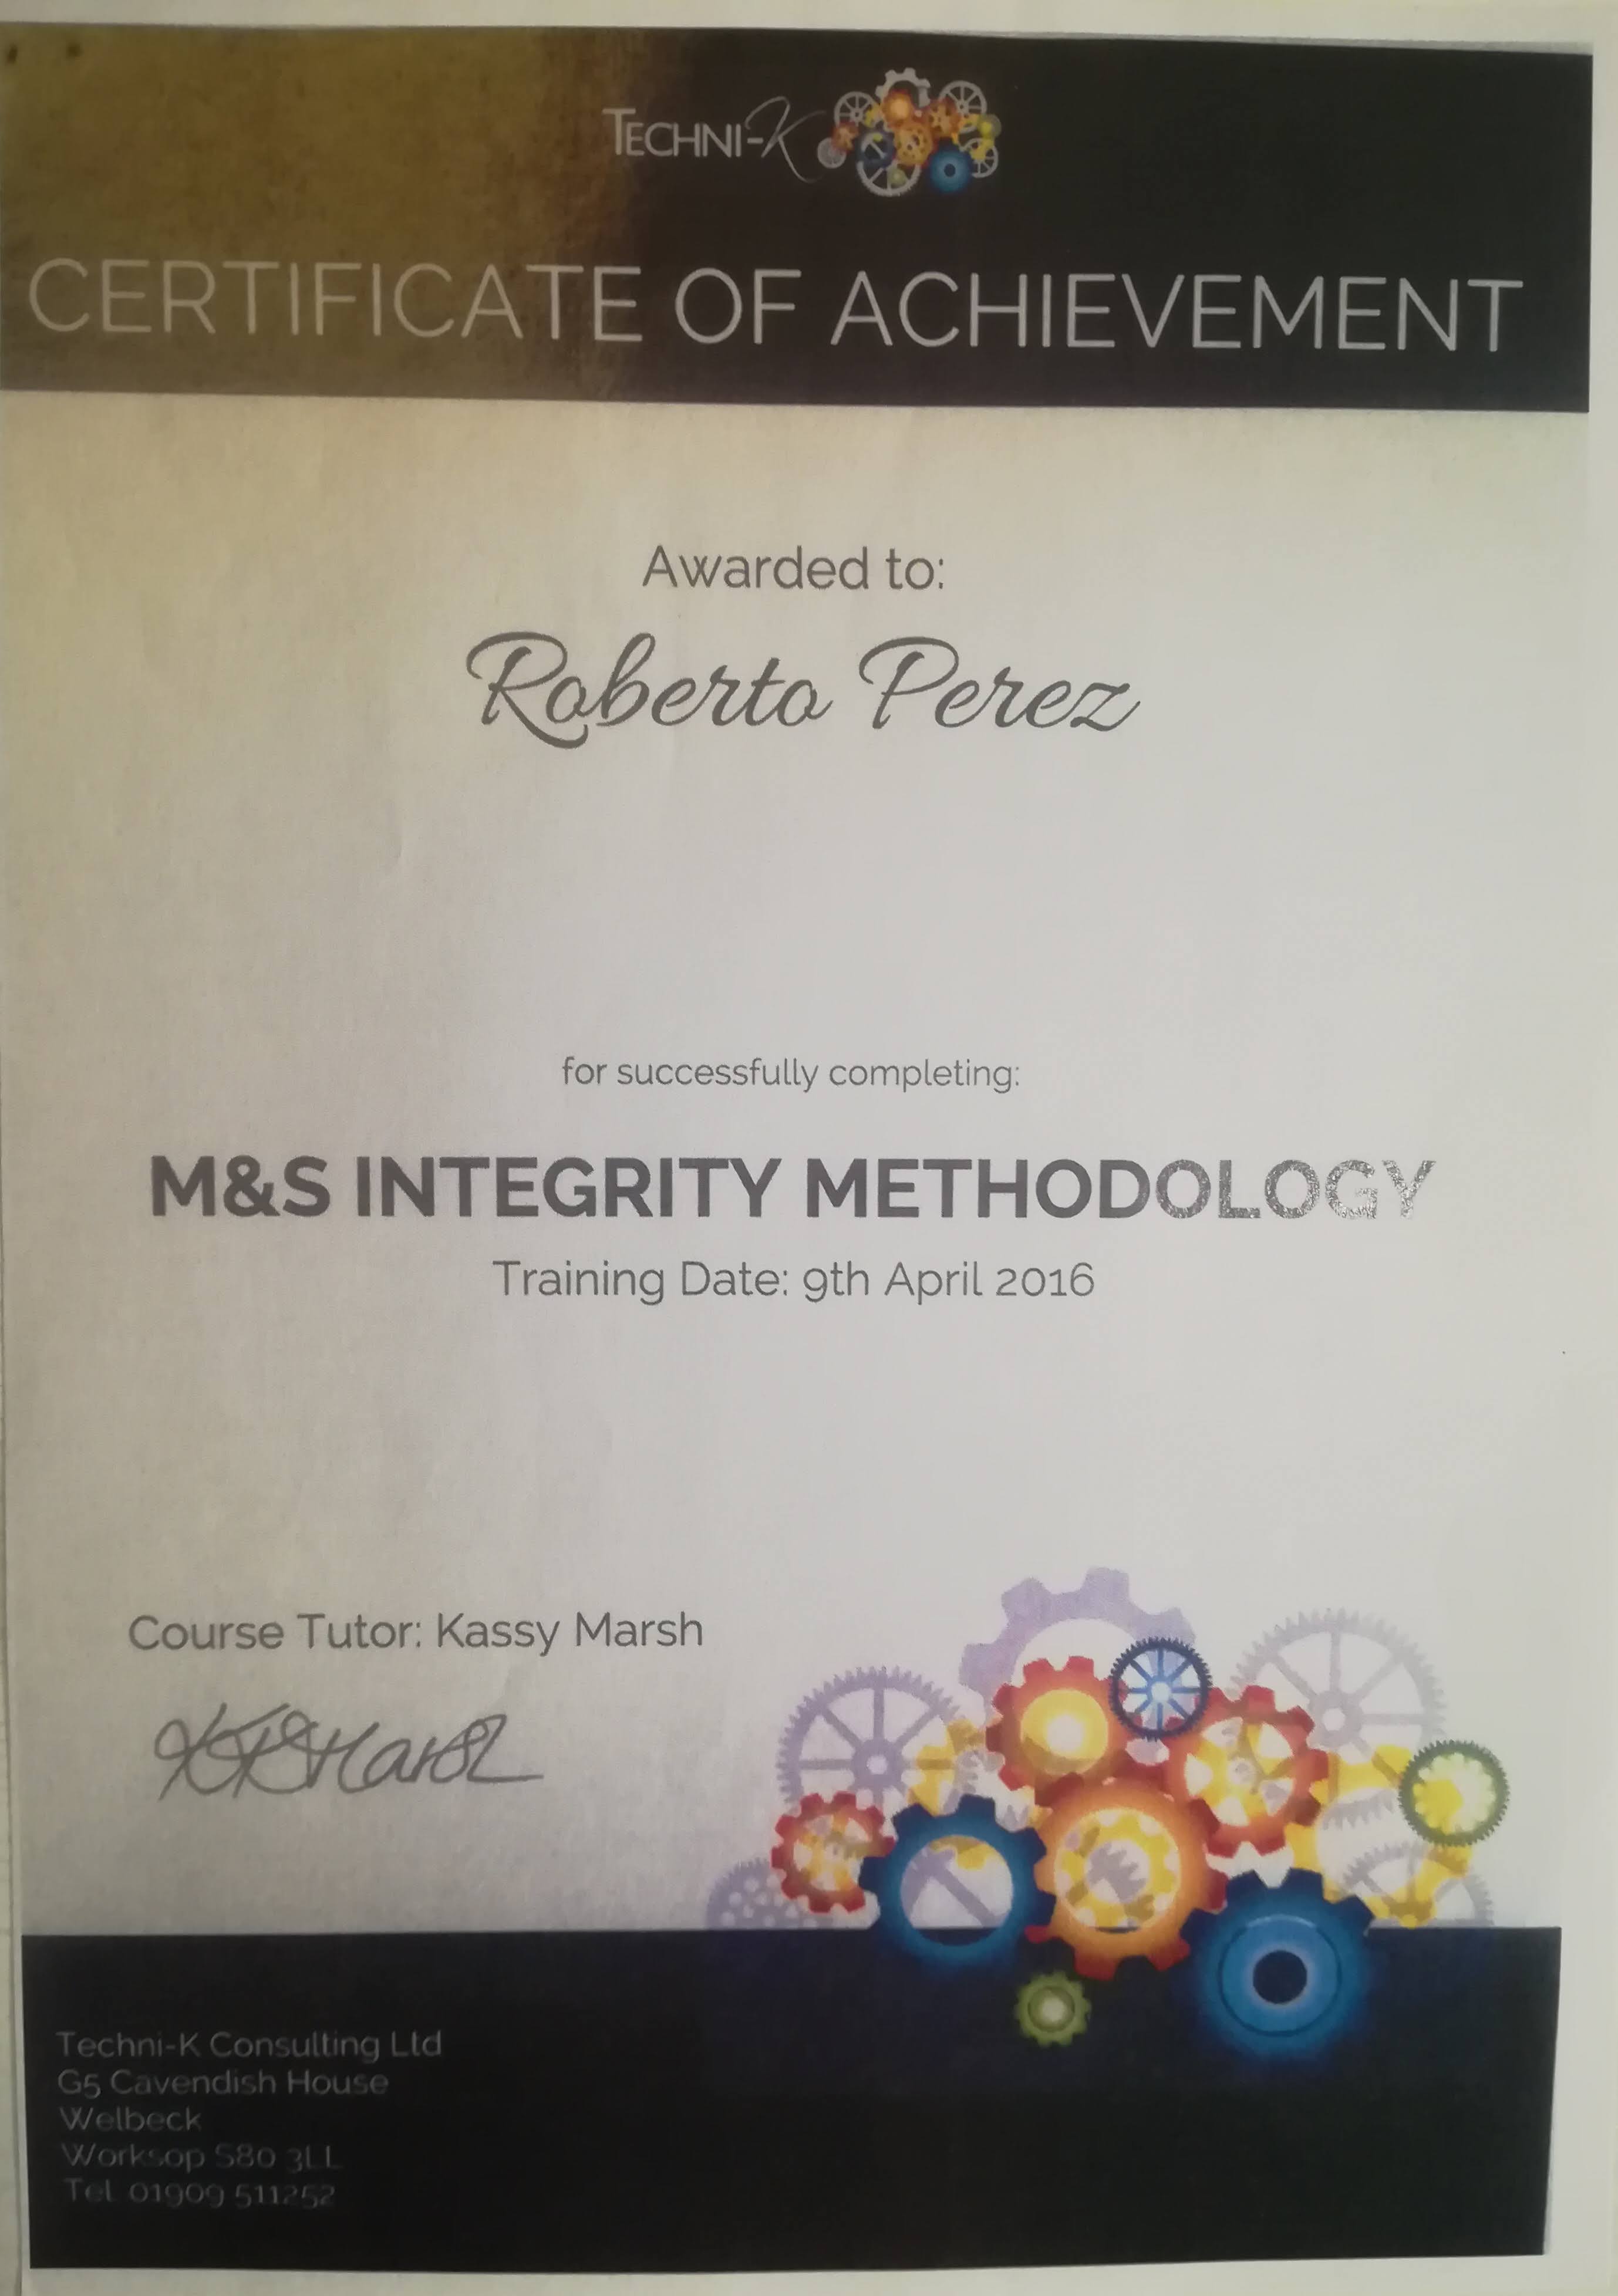 TECHNI-K
CERTIFICATE OF ACHIEVEMENT
Awarded to:
Roberto Perez
for successfully completing:
M&S INTEGRITY METHODOLOGY
Training Date: 9th April 2016
Course Tutor: Kassy Marsh
Techni-K Consulting Ltd
G5 Cavendish House
Welbeck
Worksop S80 3LL
Tel 01909 511252